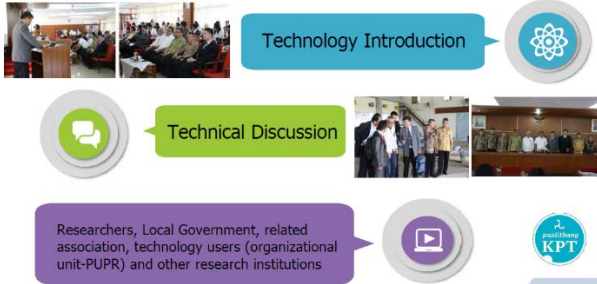 Technology Introduction
Technical Discussion
Researchers, Local Government, related
association, technology users (organizational
unit-PUPR) and other research institutions
puslitbang
KPT